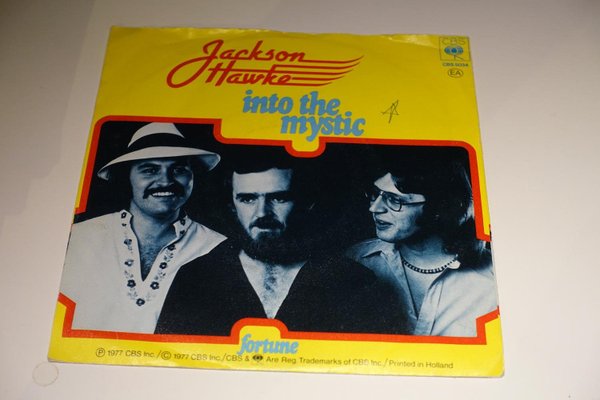 Jackson
Hawke
into the
mystic
CBS
CBS 5034
EA
fortune
℗ 1977 CBS Inc./© 1977 CBS Inc./CBS & Are Reg. Trademarks of CBS Inc./Printed in Holland